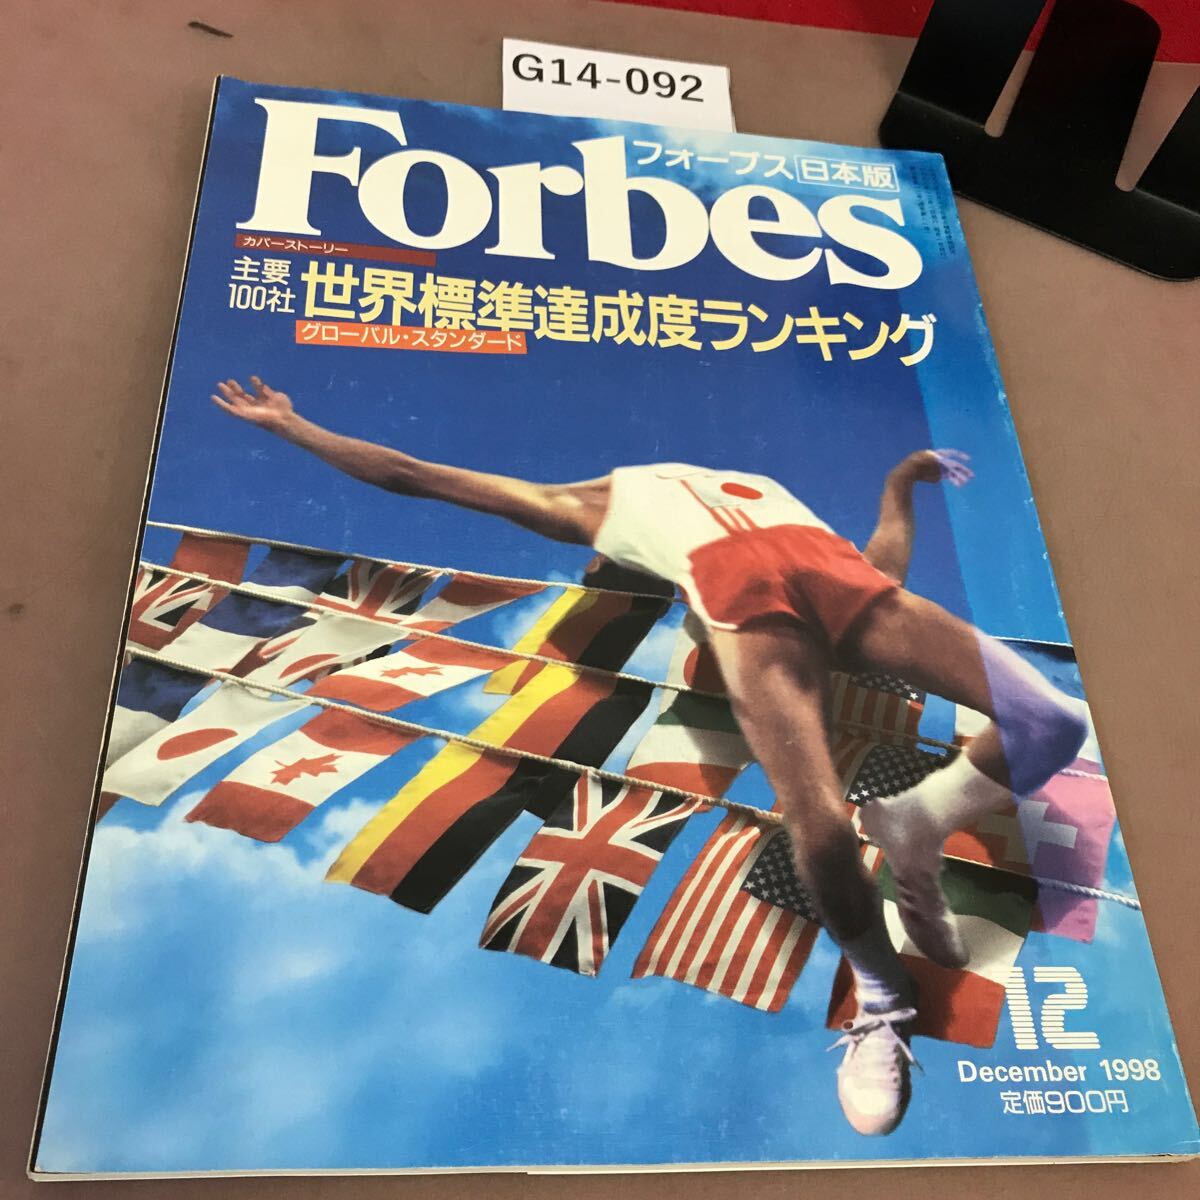 G14-092
Forbes
フォーブス 日本版
カバーストーリー
主要
100社
世界標準達成度ランキング
グローバル・スタンダード
12
December 1998
定価900円